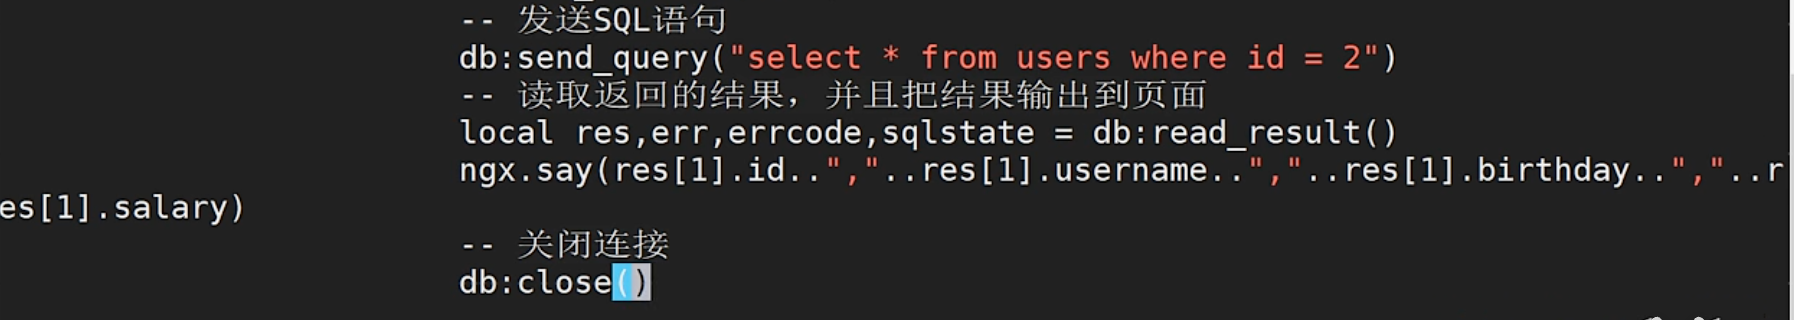 -- 发送SQL语句
db:send_query("select * from users where id = 2")
-- 读取返回的结果，并且把结果输出到页面
local res,err,errcode,sqlstate = db:read_result()
ngx.say(res[1].id..","..res[1].username..","..res[1].birthday..","..r
es[1].salary)
-- 关闭连接
db:close()